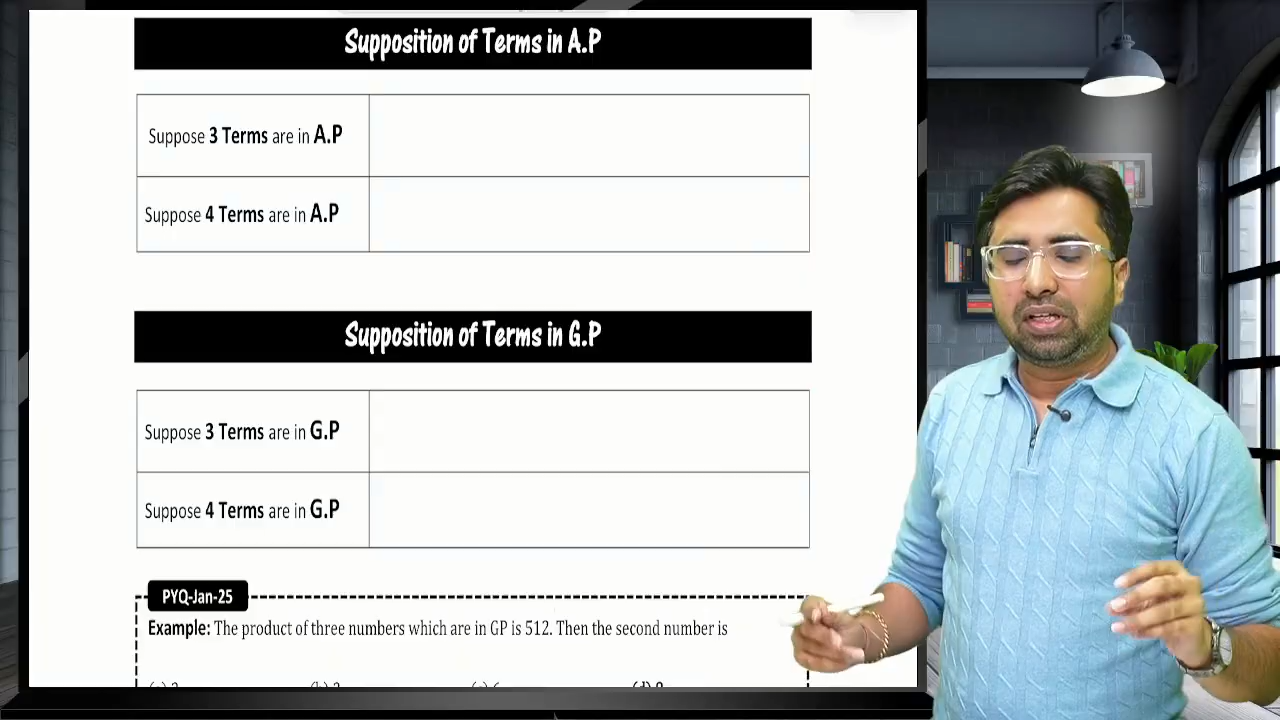 Supposition of Terms in A.P
Suppose 3 Terms are in A.P
Suppose 4 Terms are in A.P
Supposition of Terms in G.P
Suppose 3 Terms are in G.P
Suppose 4 Terms are in G.P
PYQ-Jan-25
Example: The product of three numbers which are in GP is 512. Then the second number is